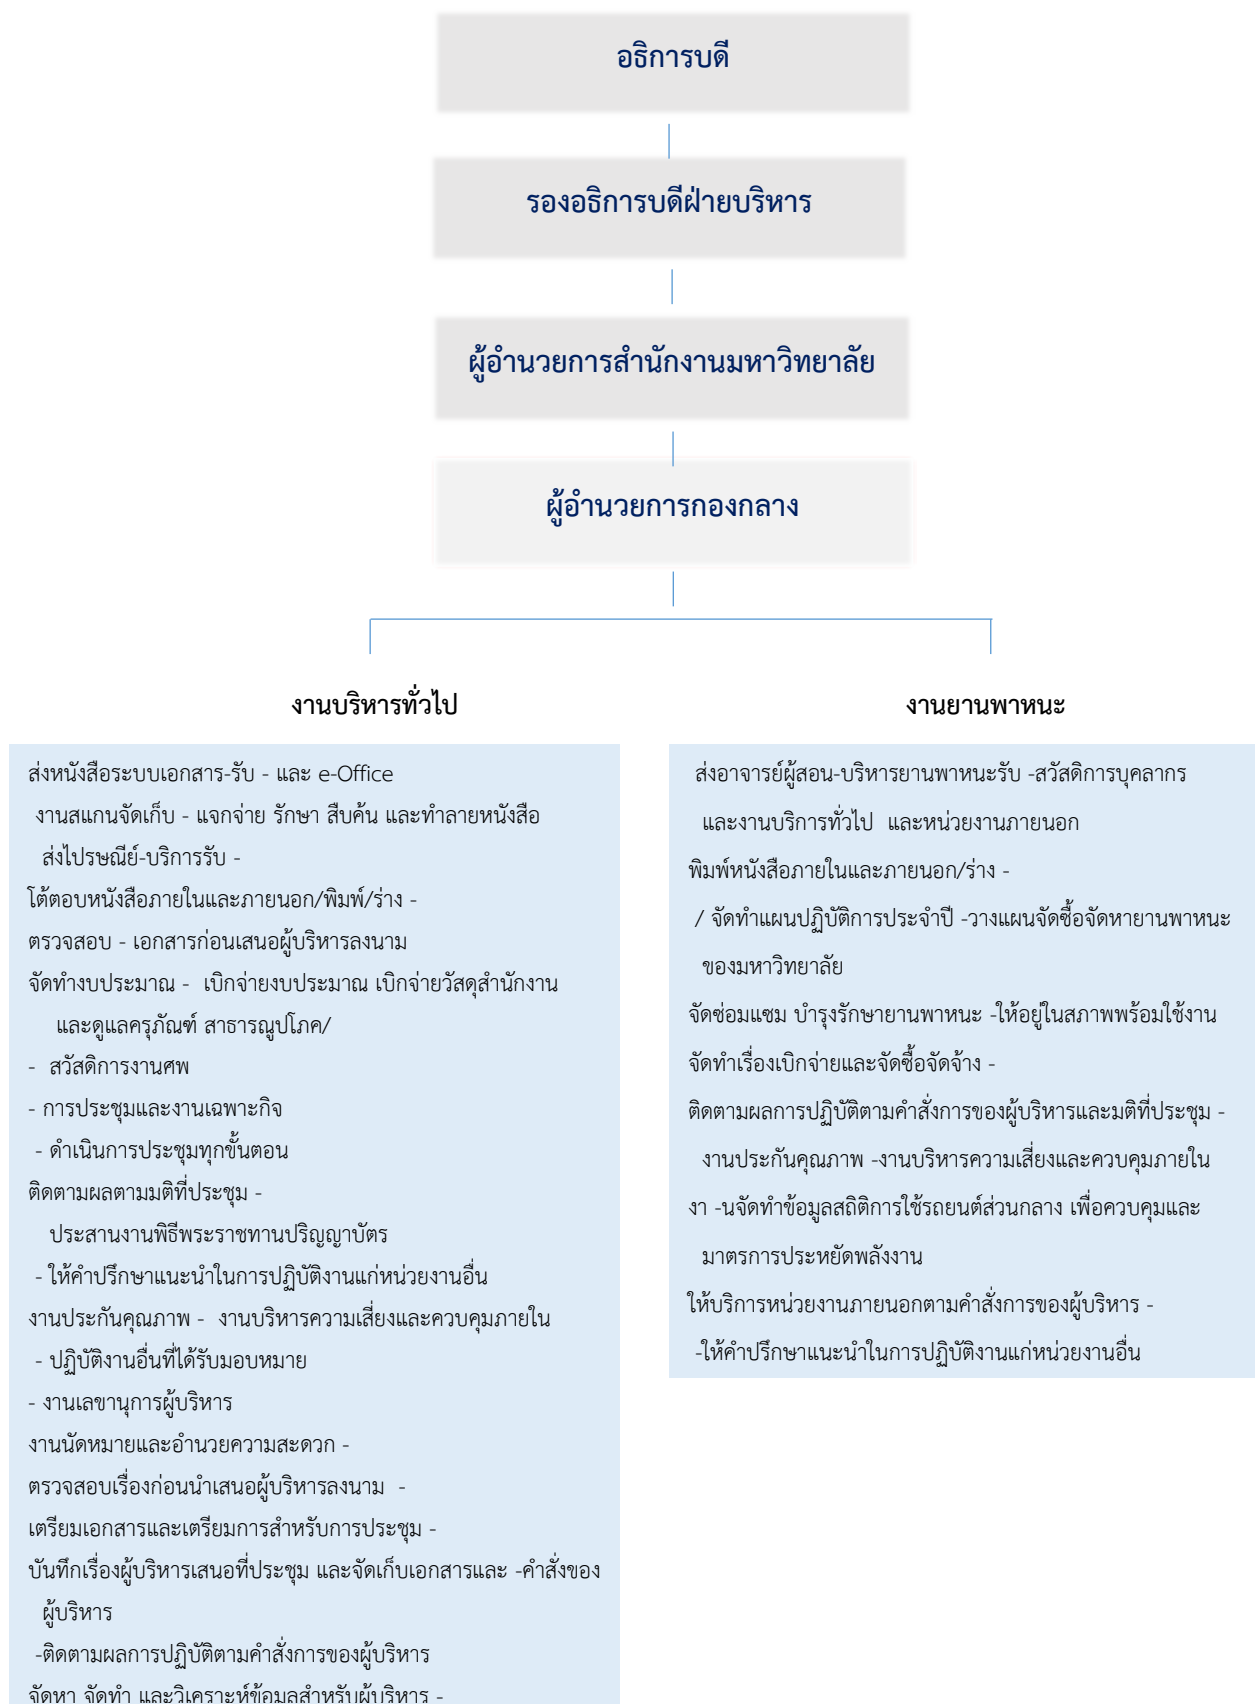 อธิการบดี
รองอธิการบดีฝ่ายบริหาร
ผู้อำนวยการสำนักงานมหาวิทยาลัย
ผู้อำนวยการกองกลาง
งานบริหารทั่วไป
ส่งหนังสือระบบเอกสาร-รับ - และ e-Office
งานสแกนจัดเก็บ - แจกจ่าย รักษา สืบค้น และทำลายหนังสือ
ส่งไปรษณีย์-บริการรับ -
โต้ตอบหนังสือภายในและภายนอก/พิมพ์/ร่าง -
ตรวจสอบ - เอกสารก่อนเสนอผู้บริหารลงนาม
จัดทำงบประมาณ - เบิกจ่ายงบประมาณ เบิกจ่ายวัสดุสำนักงาน
และดูแลครุภัณฑ์ สาธารณูปโภค/
- สวัสดิการงานศพ
- การประชุมและงานเฉพาะกิจ
- ดำเนินการประชุมทุกขั้นตอน
ติดตามผลตามมติที่ประชุม -
ประสานงานพิธีพระราชทานปริญญาบัตร
- ให้คำปรึกษาแนะนำในการปฏิบัติงานแก่หน่วยงานอื่น
งานประกันคุณภาพ - งานบริหารความเสี่ยงและควบคุมภายใน
- ปฏิบัติงานอื่นที่ได้รับมอบหมาย
- งานเลขานุการผู้บริหาร
งานนัดหมายและอำนวยความสะดวก -
ตรวจสอบเรื่องก่อนนำเสนอผู้บริหารลงนาม -
เตรียมเอกสารและเตรียมการสำหรับการประชุม -
บันทึกเรื่องผู้บริหารเสนอที่ประชุม และจัดเก็บเอกสารและ -คำสั่งของ
ผู้บริหาร
-ติดตามผลการปฏิบัติตามคำสั่งการของผู้บริหาร
จัดหา จัดทำ และวิเคราะห์ข้อมูลสำหรับผู้บริหาร -
งานยานพาหนะ
ส่งอาจารย์ผู้สอน-บริหารยานพาหนะรับ -สวัสดิการบุคลากร
และงานบริการทั่วไป และหน่วยงานภายนอก
พิมพ์หนังสือภายในและภายนอก/ร่าง -
/ จัดทำแผนปฏิบัติการประจำปี -วางแผนจัดซื้อจัดหายานพาหนะ
ของมหาวิทยาลัย
จัดซ่อมแซม บำรุงรักษายานพาหนะ -ให้อยู่ในสภาพพร้อมใช้งาน
จัดทำเรื่องเบิกจ่ายและจัดซื้อจัดจ้าง -
ติดตามผลการปฏิบัติตามคำสั่งการของผู้บริหารและมติที่ประชุม -
งานประกันคุณภาพ -งานบริหารความเสี่ยงและควบคุมภายใน
งา -นจัดทำข้อมูลสถิติการใช้รถยนต์ส่วนกลาง เพื่อควบคุมและ
มาตรการประหยัดพลังงาน
ให้บริการหน่วยงานภายนอกตามคำสั่งการของผู้บริหาร -
-ให้คำปรึกษาแนะนำในการปฏิบัติงานแก่หน่วยงานอื่น